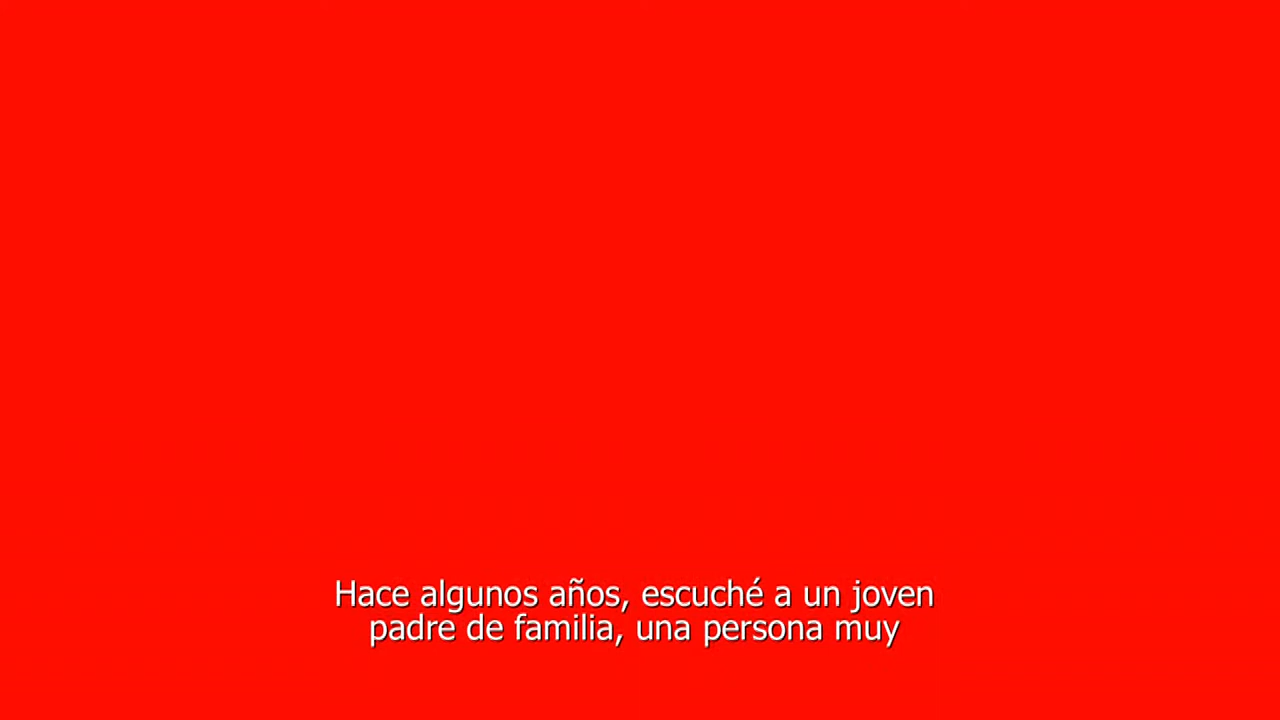 Hace algunos años, escuché a un joven
padre de familia, una persona muy